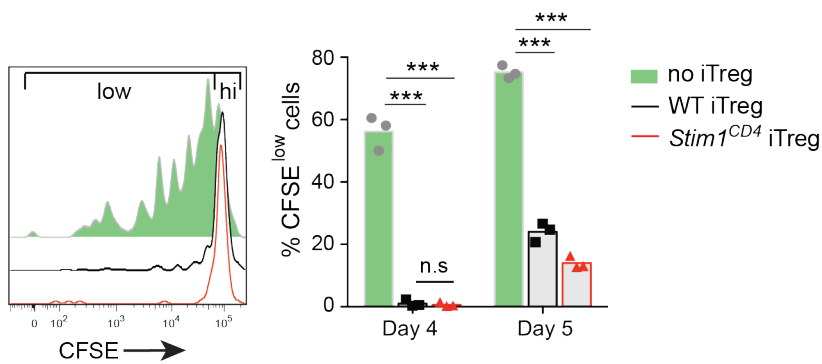 low hi
0 10² 10³ 10⁴ 10⁵
CFSE
% CFSE^low cells
80
60
40
20
0
***
***
n.s
***
***
Day 4 Day 5
no iTreg
WT iTreg
Stim1^CD4 iTreg